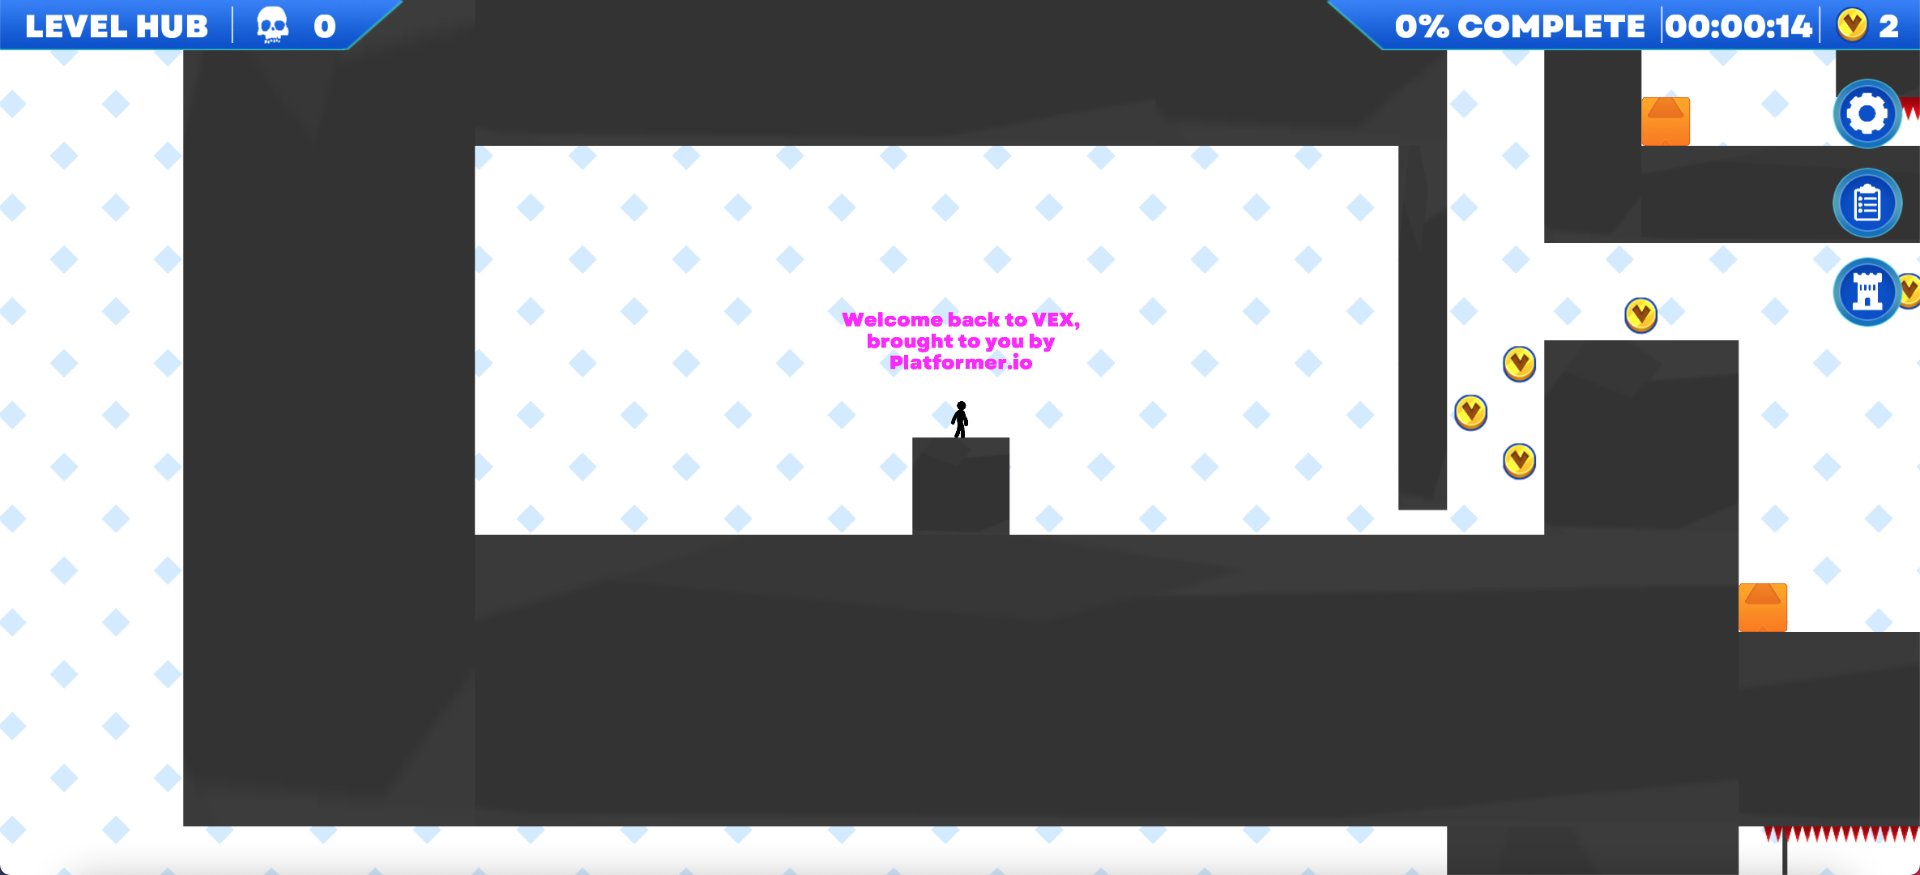 LEVEL HUB 0
0% COMPLETE 00:00:14 2
Welcome back to VEX,
brought to you by
Platformer.io